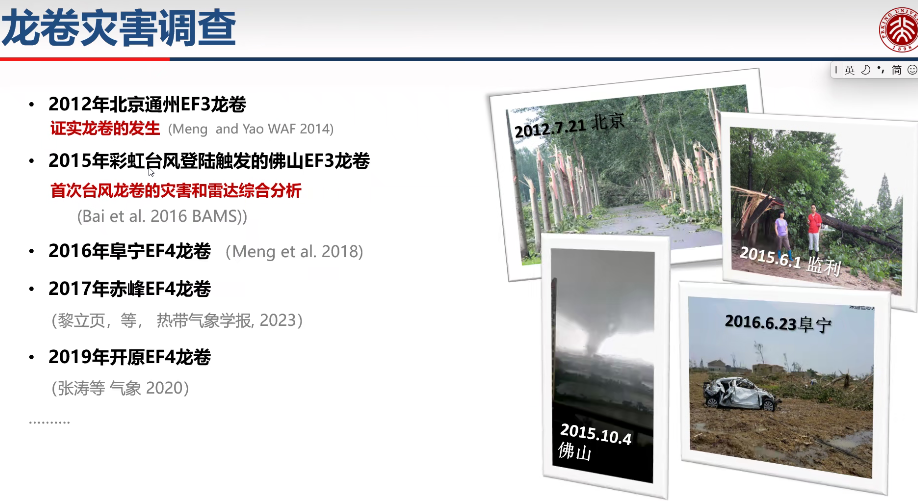 龙卷灾害调查
英 简
• 2012年北京通州EF3龙卷
证实龙卷的发生 (Meng and Yao WAF 2014)
• 2015年彩虹台风登陆触发的佛山EF3龙卷
首次台风龙卷的灾害和雷达综合分析
(Bai et al. 2016 BAMS))
• 2016年阜宁EF4龙卷 (Meng et al. 2018)
• 2017年赤峰EF4龙卷
(黎立页，等， 热带气象学报, 2023)
• 2019年开原EF4龙卷
(张涛等 气象 2020)
..........
2012.7.21 北京
2015.6.1 监利
2015.10.4
佛山
2016.6.23阜宁